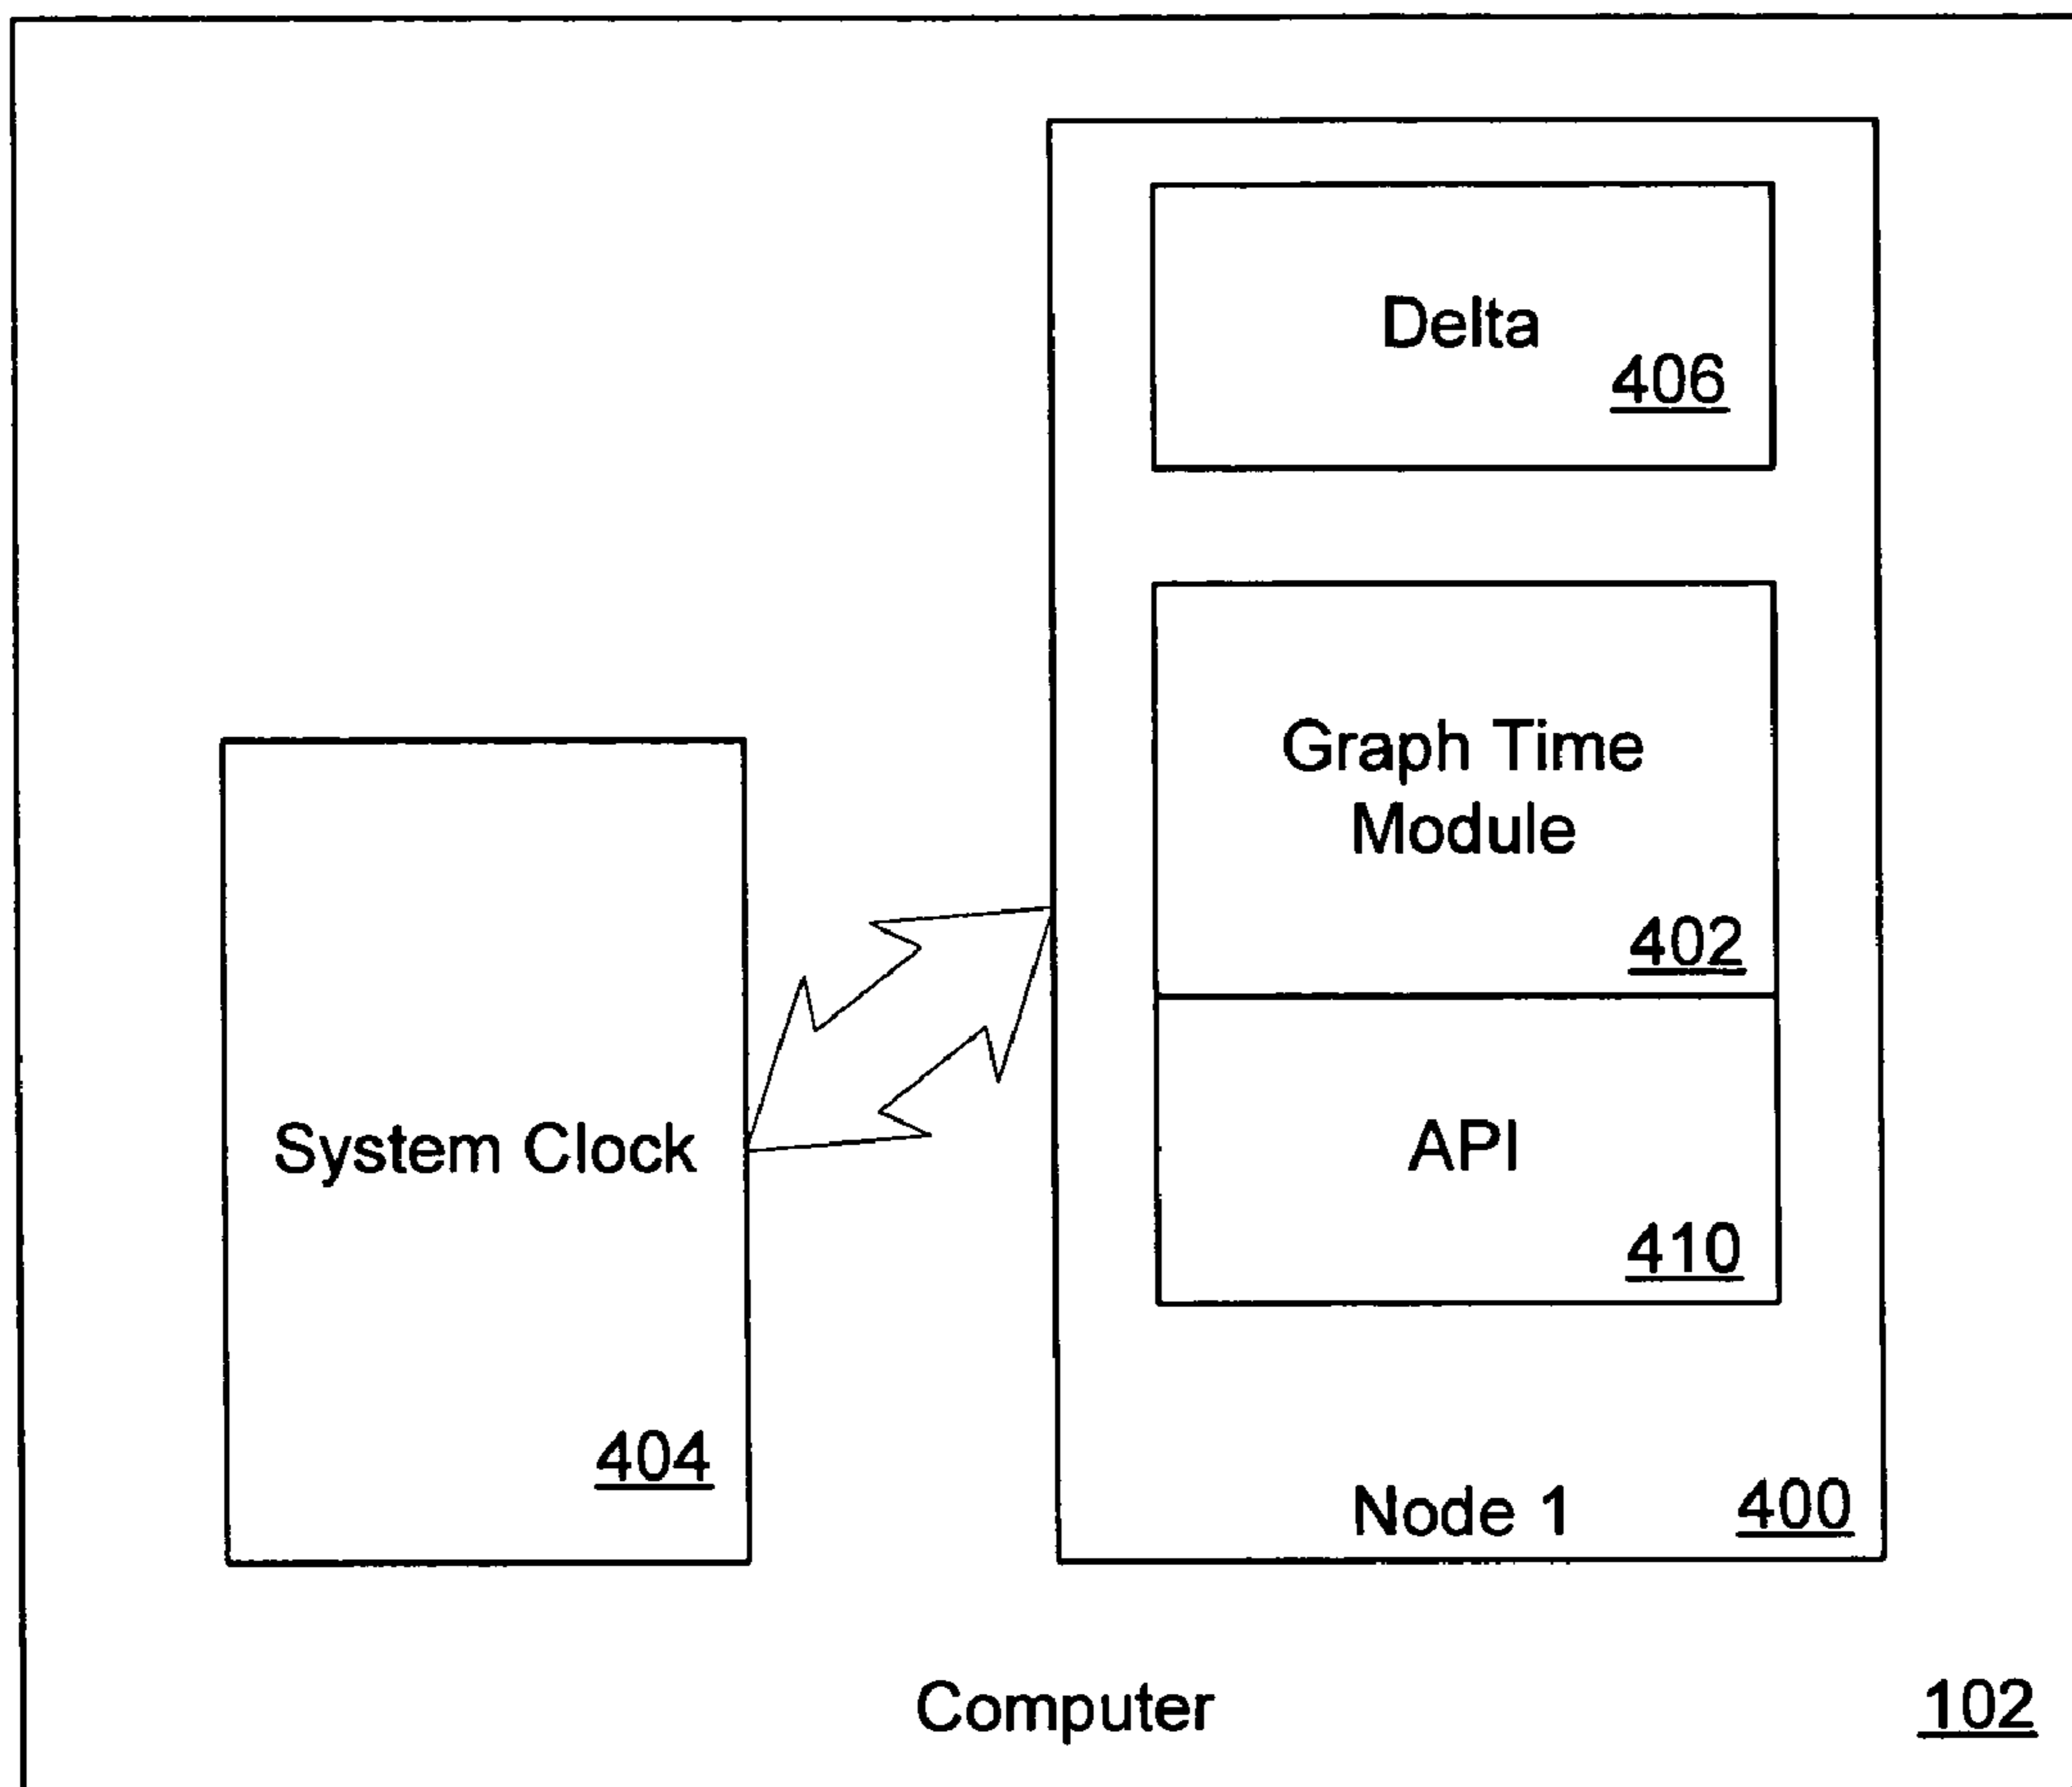 Delta
406
Graph Time
Module
402
API
410
System Clock
404
Node 1
400
Computer
102